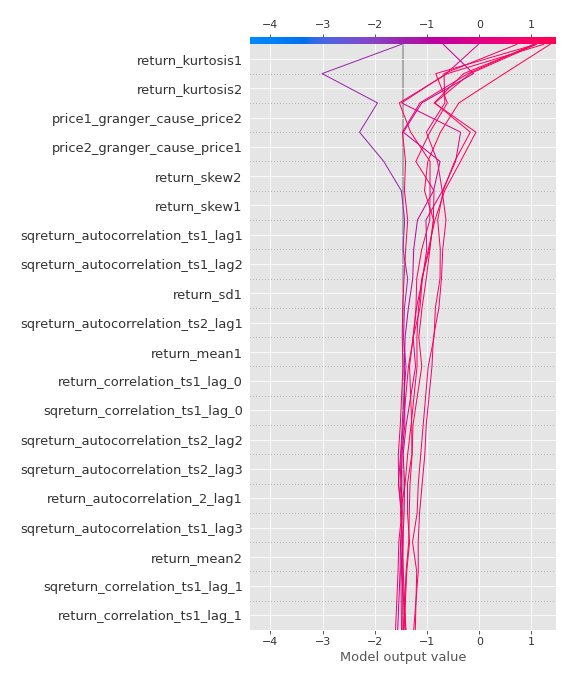 −4 −3 −2 −1 0 1
return_kurtosis1
return_kurtosis2
price1_granger_cause_price2
price2_granger_cause_price1
return_skew2
return_skew1
sqreturn_autocorrelation_ts1_lag1
sqreturn_autocorrelation_ts1_lag2
return_sd1
sqreturn_autocorrelation_ts2_lag1
return_mean1
return_correlation_ts1_lag_0
sqreturn_correlation_ts1_lag_0
sqreturn_autocorrelation_ts2_lag2
sqreturn_autocorrelation_ts2_lag3
return_autocorrelation_2_lag1
sqreturn_autocorrelation_ts1_lag3
return_mean2
sqreturn_correlation_ts1_lag_1
return_correlation_ts1_lag_1
−4 −3 −2 −1 0 1
Model output value